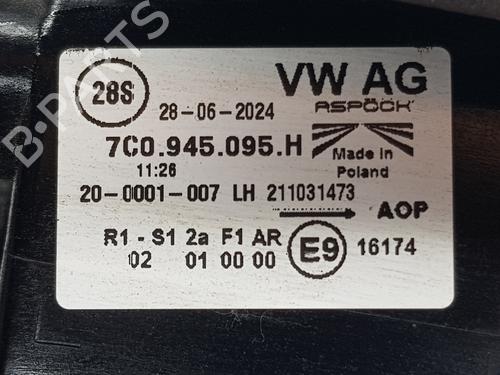 28S
28-06-2024
VW AG
ASPÖCK
7C0.945.095.H
11:26
Made in
Poland
20-0001-007 LH 211031473
AOP
R1 - S1 2a F1 AR
02 01 00 00
E9 16174
B-PARTS